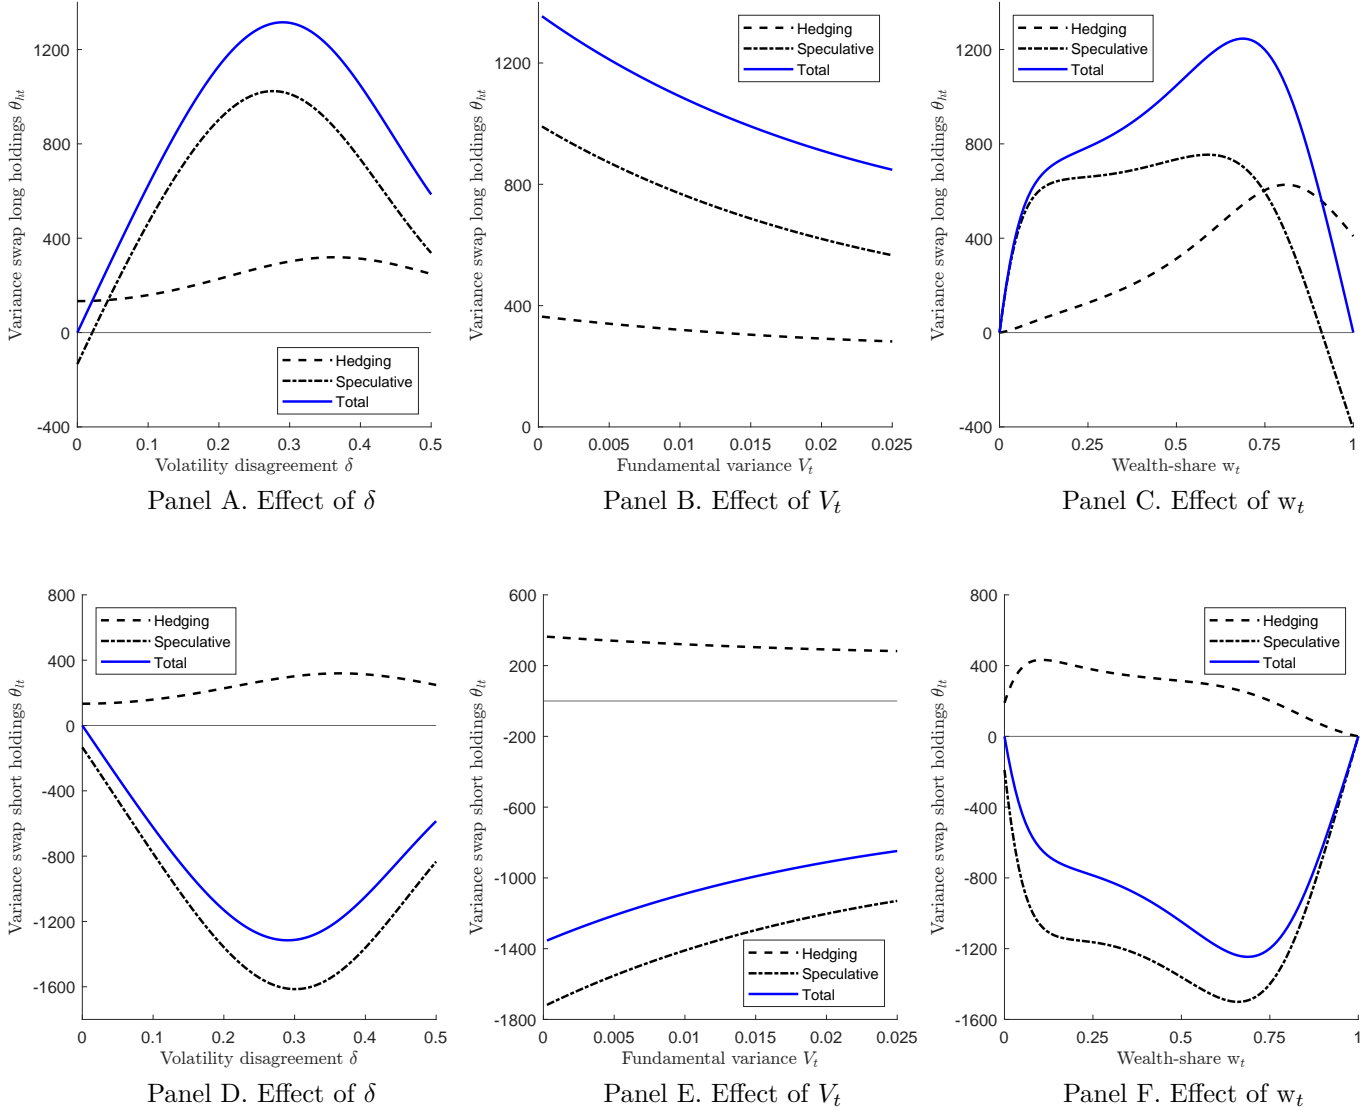 Variance swap long holdings θht
1200
800
400
0
-400
0 0.1 0.2 0.3 0.4 0.5
Hedging
Speculative
Total
Volatility disagreement δ
Panel A. Effect of δ
Variance swap long holdings θht
1200
800
400
0
0 0.005 0.010 0.015 0.020 0.025
Hedging
Speculative
Total
Fundamental variance Vt
Panel B. Effect of Vt
Variance swap long holdings θht
1200
800
400
0
-400
0 0.25 0.5 0.75 1
Hedging
Speculative
Total
Wealth-share wt
Panel C. Effect of wt
Variance swap short holdings θlt
800
400
0
-400
-800
-1200
-1600
0 0.1 0.2 0.3 0.4 0.5
Hedging
Speculative
Total
Volatility disagreement δ
Panel D. Effect of δ
Variance swap short holdings θlt
600
200
-200
-600
-1000
-1400
-1800
0 0.005 0.010 0.015 0.020 0.025
Hedging
Speculative
Total
Fundamental variance Vt
Panel E. Effect of Vt
Variance swap short holdings θlt
800
400
0
-400
-800
-1200
-1600
0 0.25 0.5 0.75 1
Hedging
Speculative
Total
Wealth-share wt
Panel F. Effect of wt